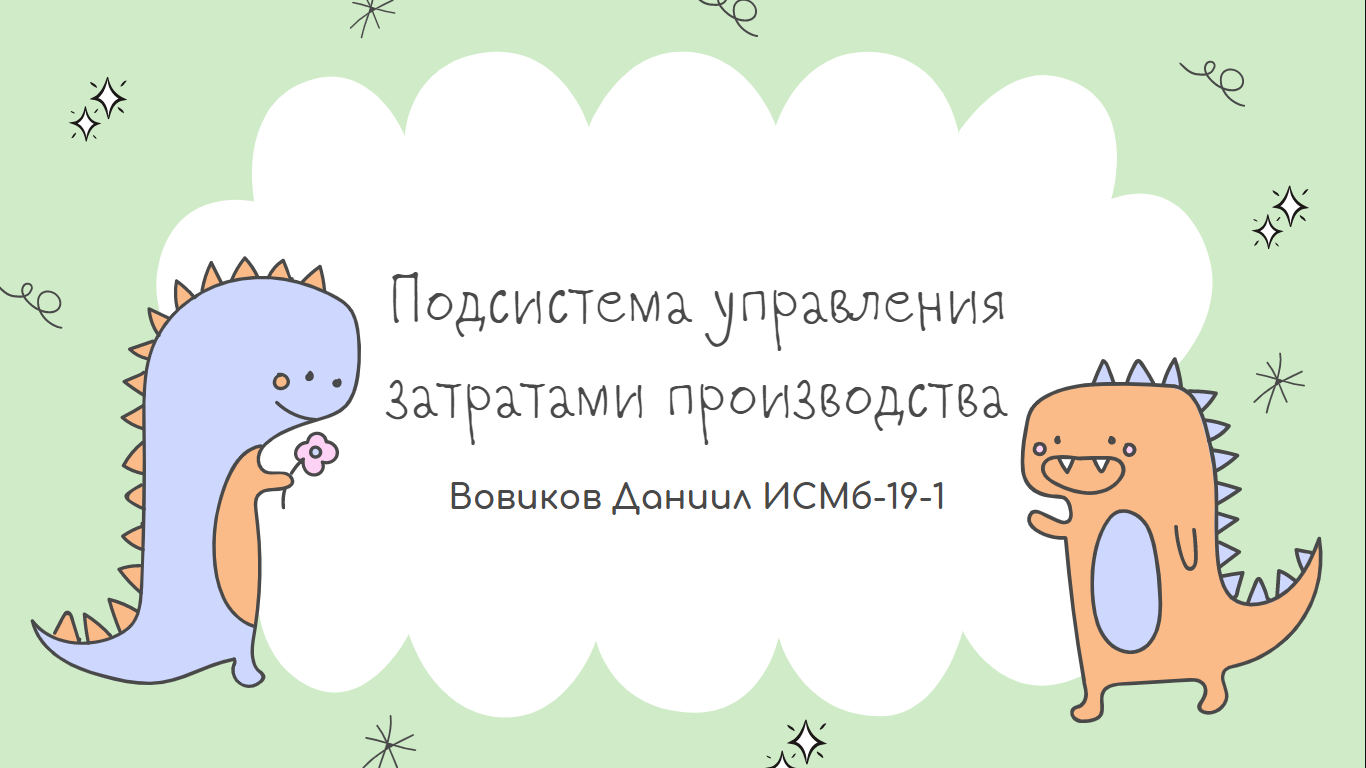 Подсистема управления
затратами производства
Вовиков Даниил ИСМб-19-1